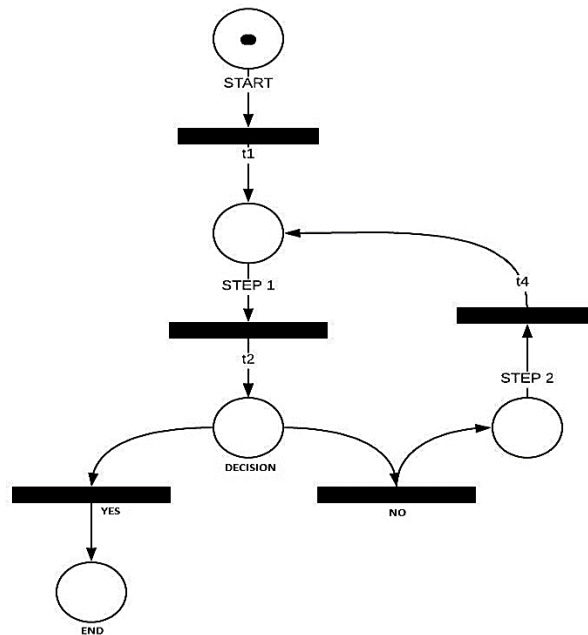 START
t1
STEP 1
t4
t2
STEP 2
DECISION
YES
NO
END